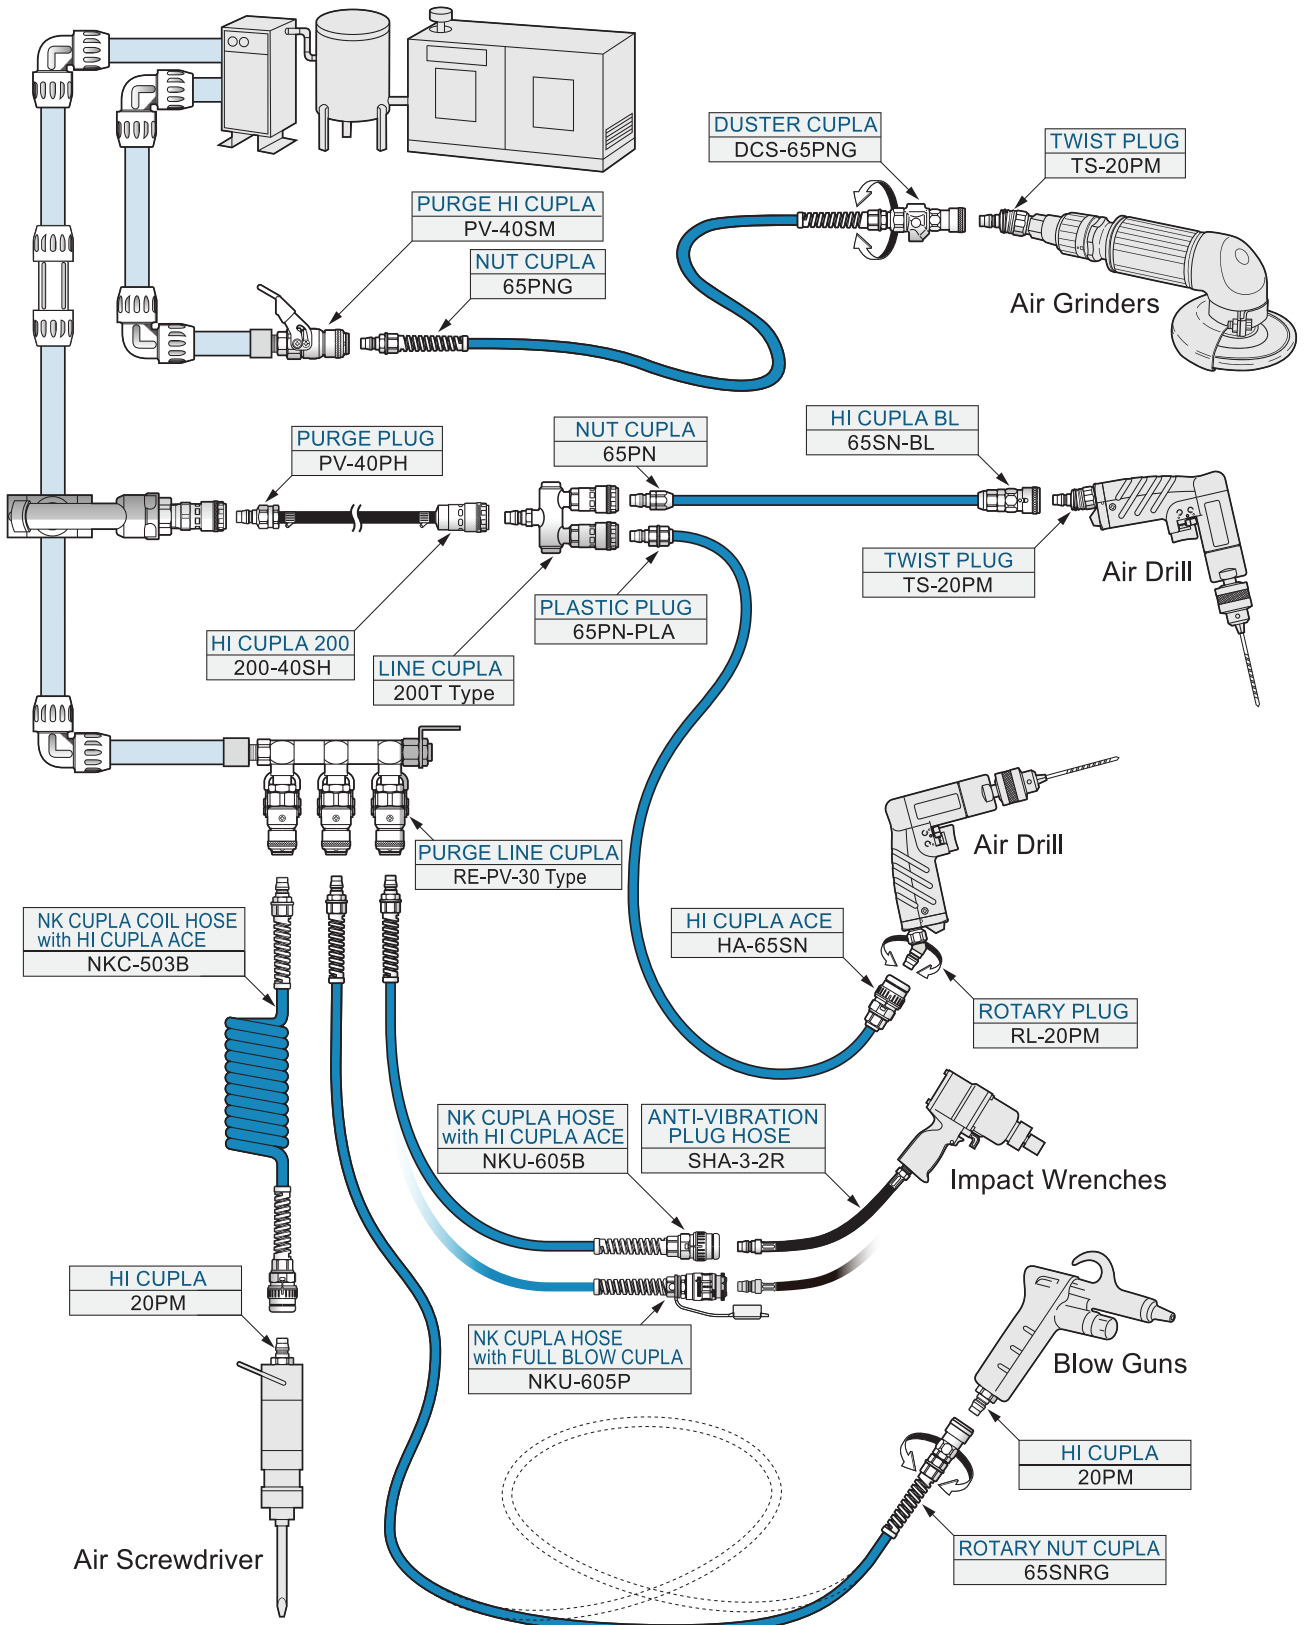 DUSTER CUPLA
DCS-65PNG
TWIST PLUG
TS-20PM
PURGE HI CUPLA
PV-40SM
NUT CUPLA
65PNG
Air Grinders
PURGE PLUG
PV-40PH
NUT CUPLA
65PN
HI CUPLA BL
65SN-BL
TWIST PLUG
TS-20PM
Air Drill
PLASTIC PLUG
65PN-PLA
HI CUPLA 200
200-40SH
LINE CUPLA
200T Type
PURGE LINE CUPLA
RE-PV-30 Type
Air Drill
NK CUPLA COIL HOSE
with HI CUPLA ACE
NKC-503B
HI CUPLA ACE
HA-65SN
ROTARY PLUG
RL-20PM
NK CUPLA HOSE
with HI CUPLA ACE
NKU-605B
ANTI-VIBRATION
PLUG HOSE
SHA-3-2R
Impact Wrenches
HI CUPLA
20PM
NK CUPLA HOSE
with FULL BLOW CUPLA
NKU-605P
Blow Guns
HI CUPLA
20PM
Air Screwdriver
ROTARY NUT CUPLA
65SNRG